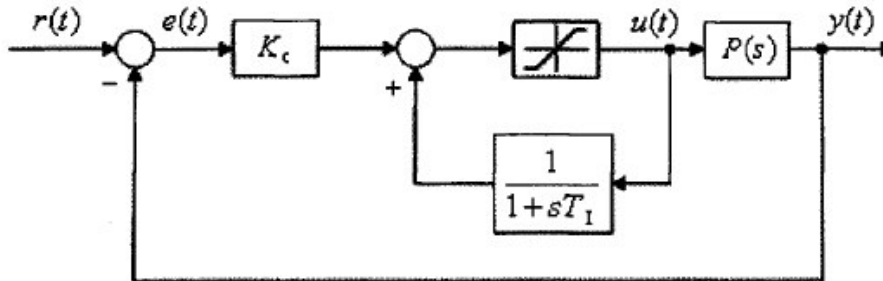 r(t)
e(t)
K_c
u(t)
P(s)
y(t)
−
+
1
1+sT_I